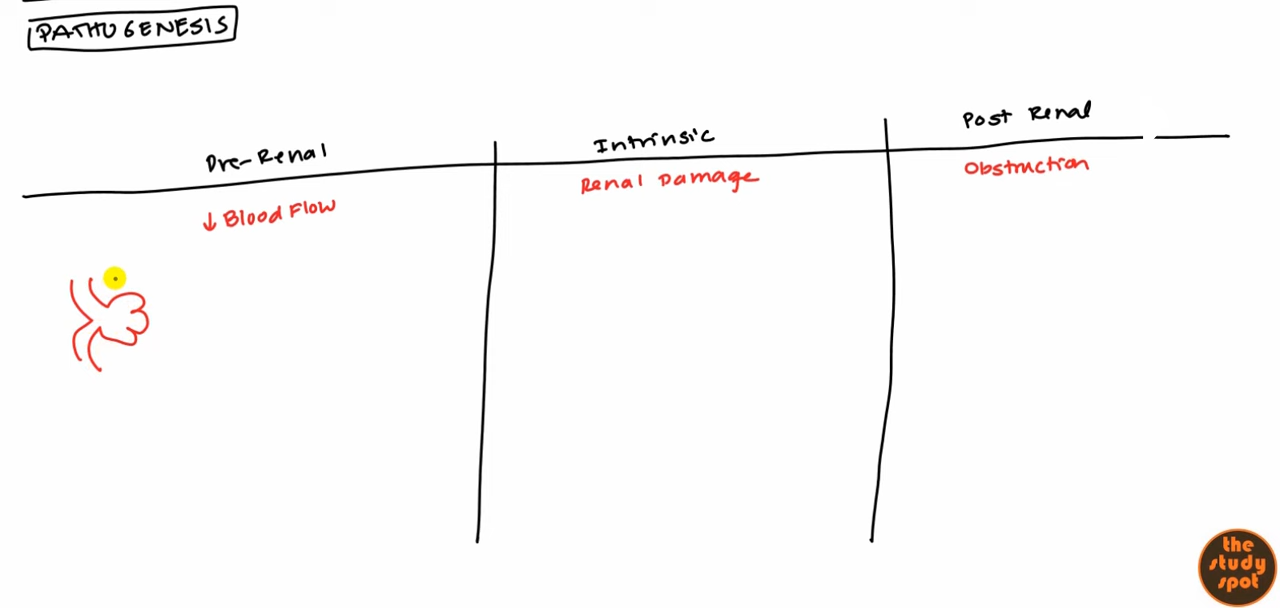 PATHOGENESIS
Pre-Renal
Intrinsic
Post Renal
↓ Blood Flow
Renal Damage
Obstruction
the
study
spot